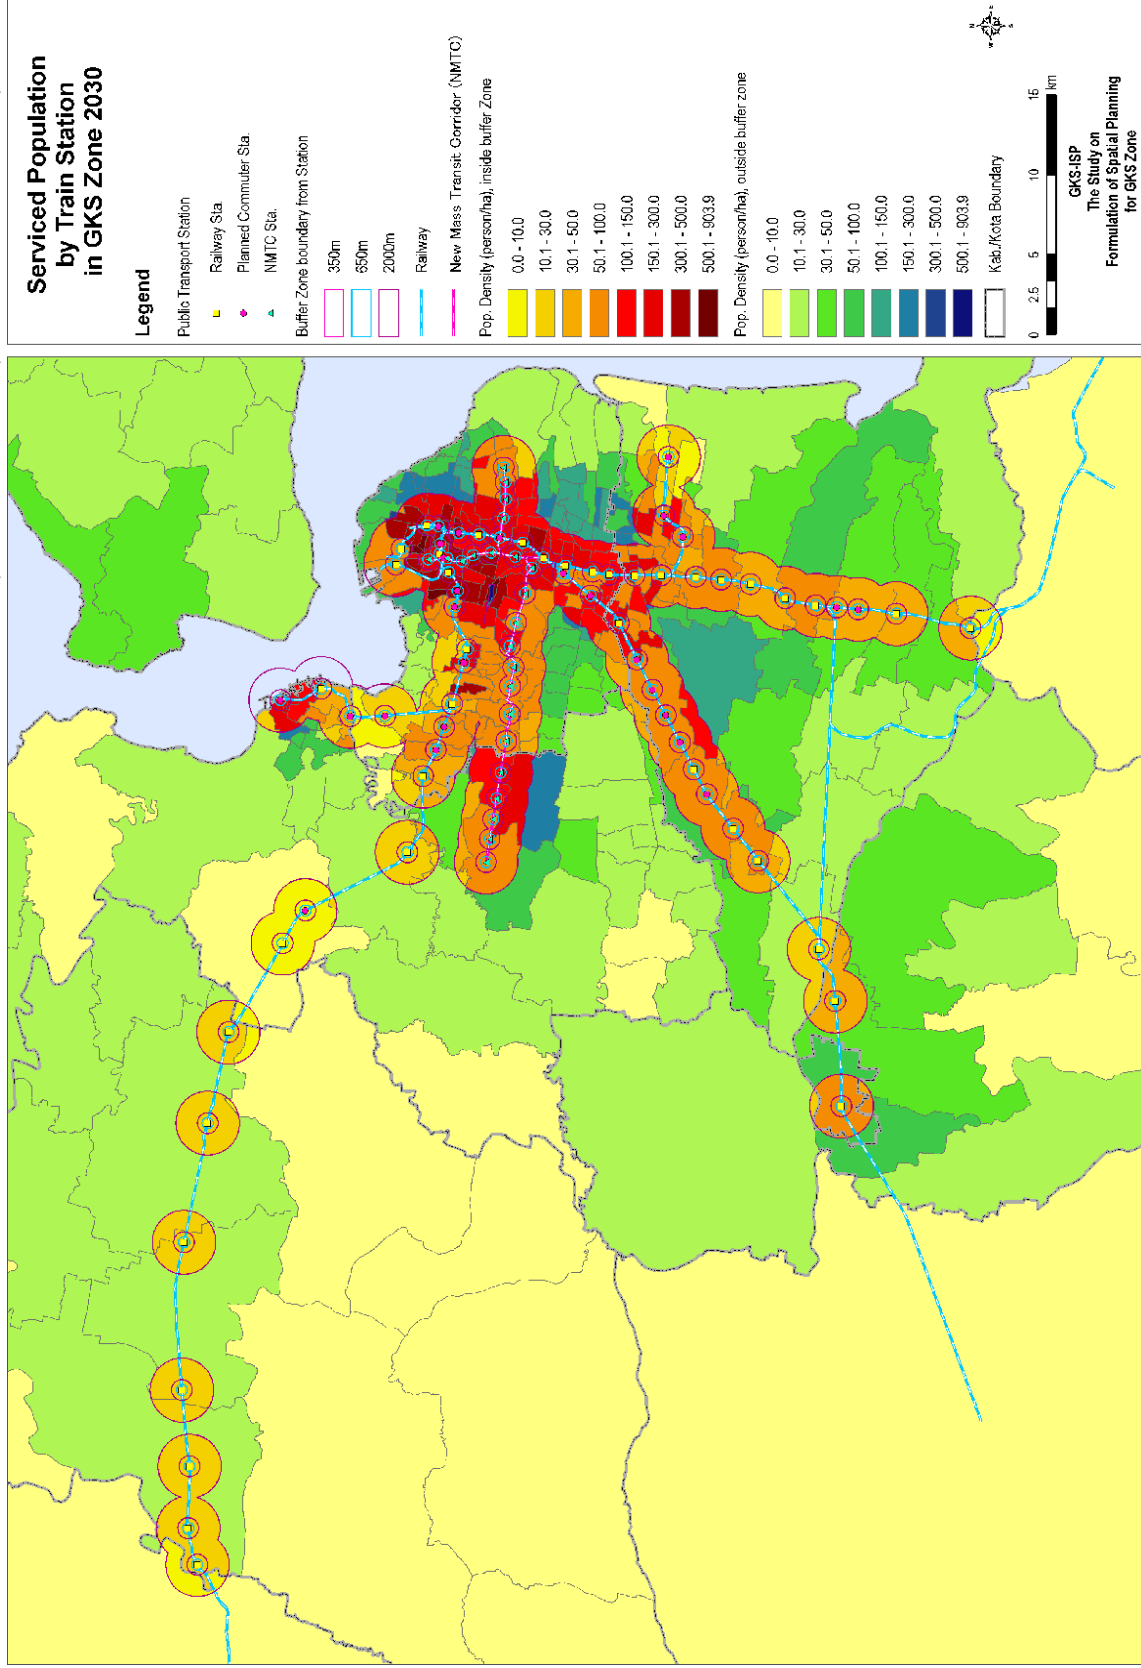 Serviced Population
by Train Station
in GKS Zone 2030
Legend
Public Transport Station
Railway Sta.
Planned Commuter Sta.
NMTC Sta.
Buffer Zone boundary from Station
350m
650m
2000m
Railway
New Mass Transit Corridor (NMTC)
Pop. Density (person/ha), inside buffer Zone
0.0 - 10.0
10.1 - 30.0
30.1 - 50.0
50.1 - 100.0
100.1 - 150.0
150.1 - 300.0
300.1 - 500.0
500.1 - 903.9
Pop. Density (person/ha), outside buffer zone
0.0 - 10.0
10.1 - 30.0
30.1 - 50.0
50.1 - 100.0
100.1 - 150.0
150.1 - 300.0
300.1 - 500.0
500.1 - 903.9
Kab./Kota Boundary
N
E
W
S
0 2.5 5 10 15
km
GKS-ISP
The Study on
Formulation of Spatial Planning
for GKS Zone